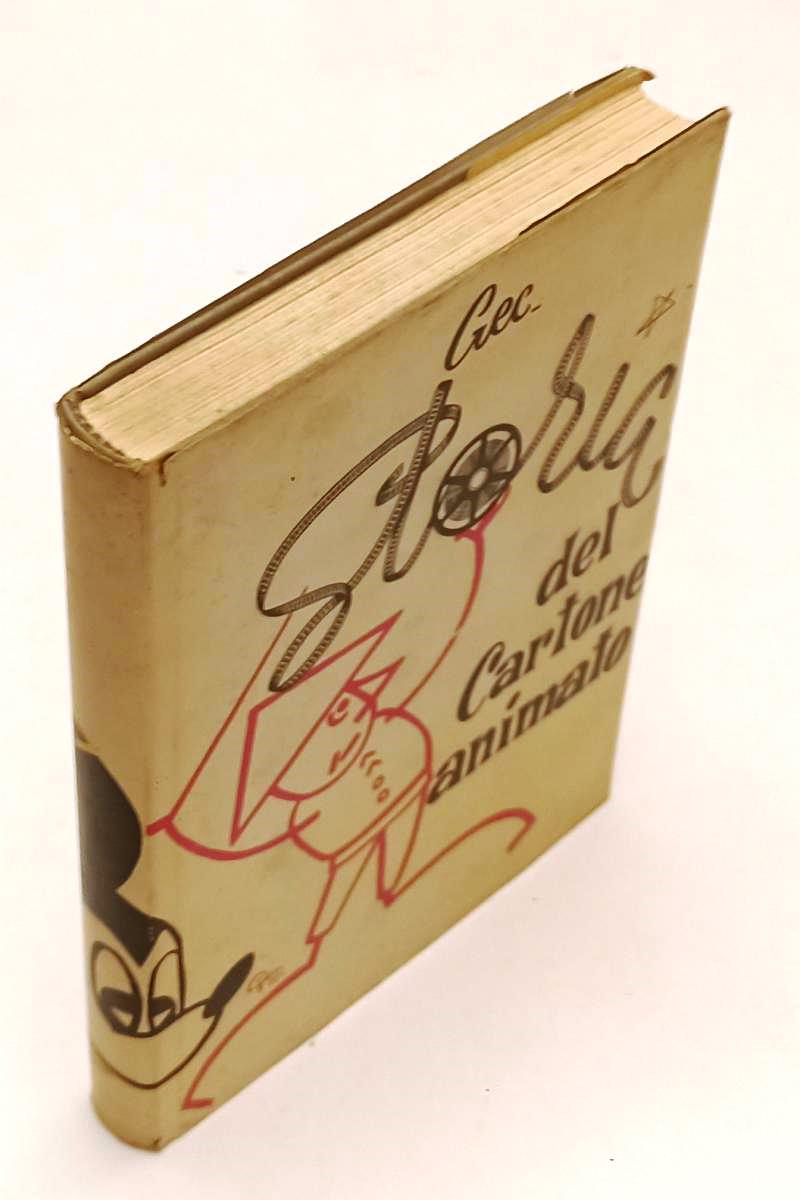 Gec.
Storia
del
Cartone
animato